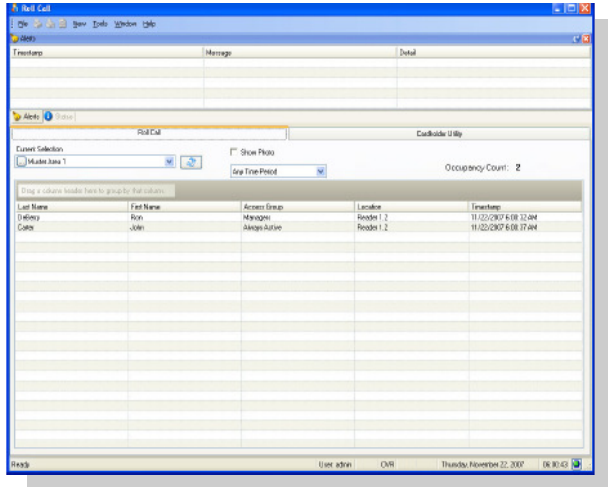 Roll Call
File View Tools Window Help
Alerts
Timestamp Message Detail
Alerts Status
Roll Call Cardholder Utility
Current Selection
Show Photo
Muster Area 1
Any Time Period
Occupancy Count: 2
Drag a column header here to group by that column.
Last Name First Name Access Group Location Timestamp
DeBerry Ron Managers Reader 1, 2 11/22/2007 6:00:32 AM
Carter John Always Active Reader 1, 2 11/22/2007 6:00:37 AM
Ready User: admin OVR Thursday, November 22, 2007 06:00:43